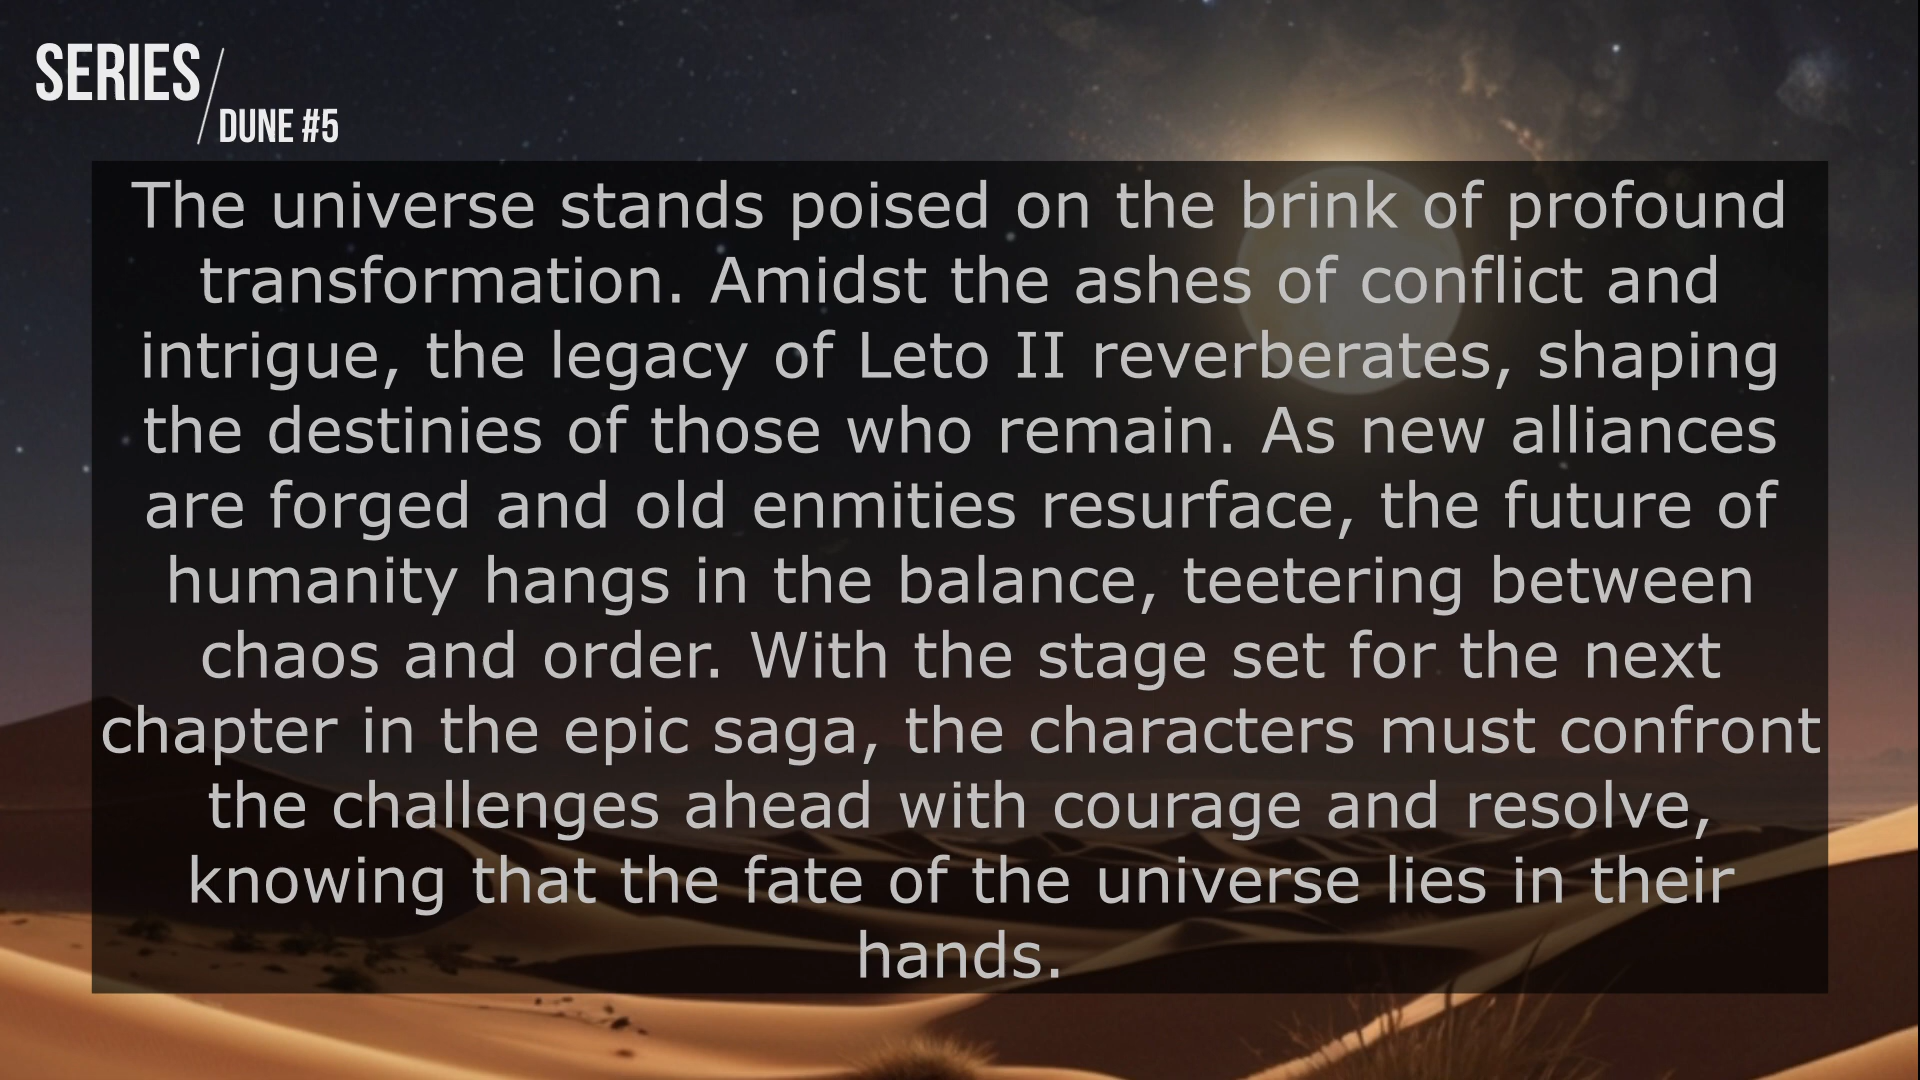 SERIES
DUNE #5
The universe stands poised on the brink of profound
transformation. Amidst the ashes of conflict and
intrigue, the legacy of Leto II reverberates, shaping
the destinies of those who remain. As new alliances
are forged and old enmities resurface, the future of
humanity hangs in the balance, teetering between
chaos and order. With the stage set for the next
chapter in the epic saga, the characters must confront
the challenges ahead with courage and resolve,
knowing that the fate of the universe lies in their
hands.